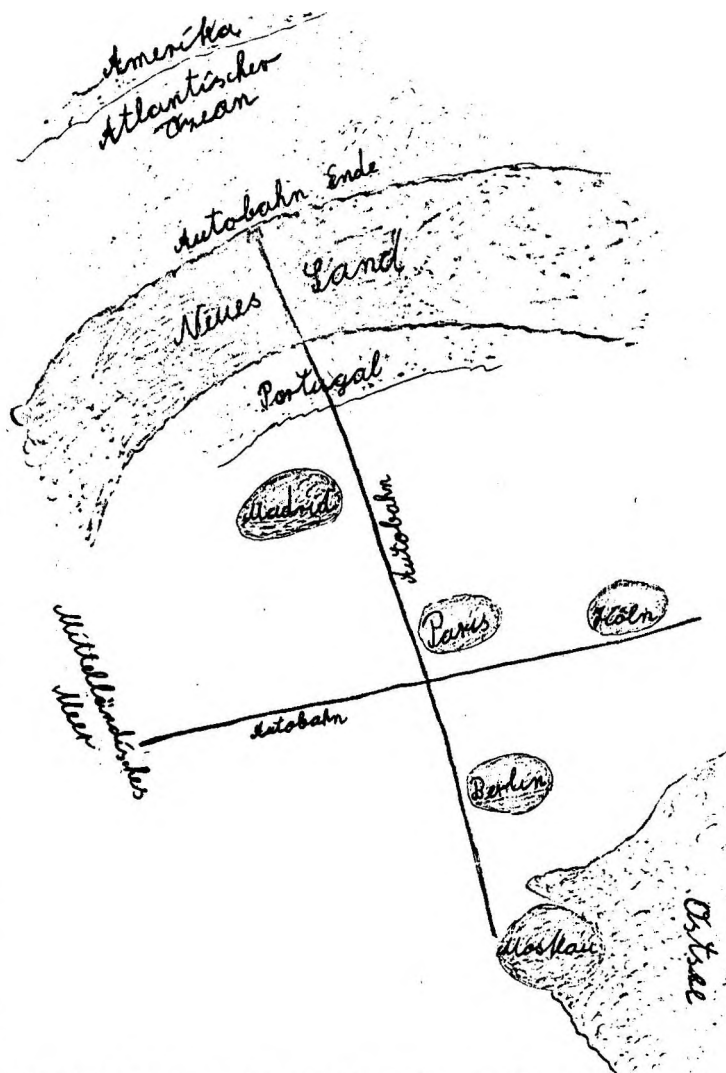 Amerika
Atlantischer
Ozean
Autobahn Ende
Neues Land
Portugal
Madrid
Autobahn
Paris
Köln
Mittelländisches
Meer
Autobahn
Berlin
Moskau
Ostsee